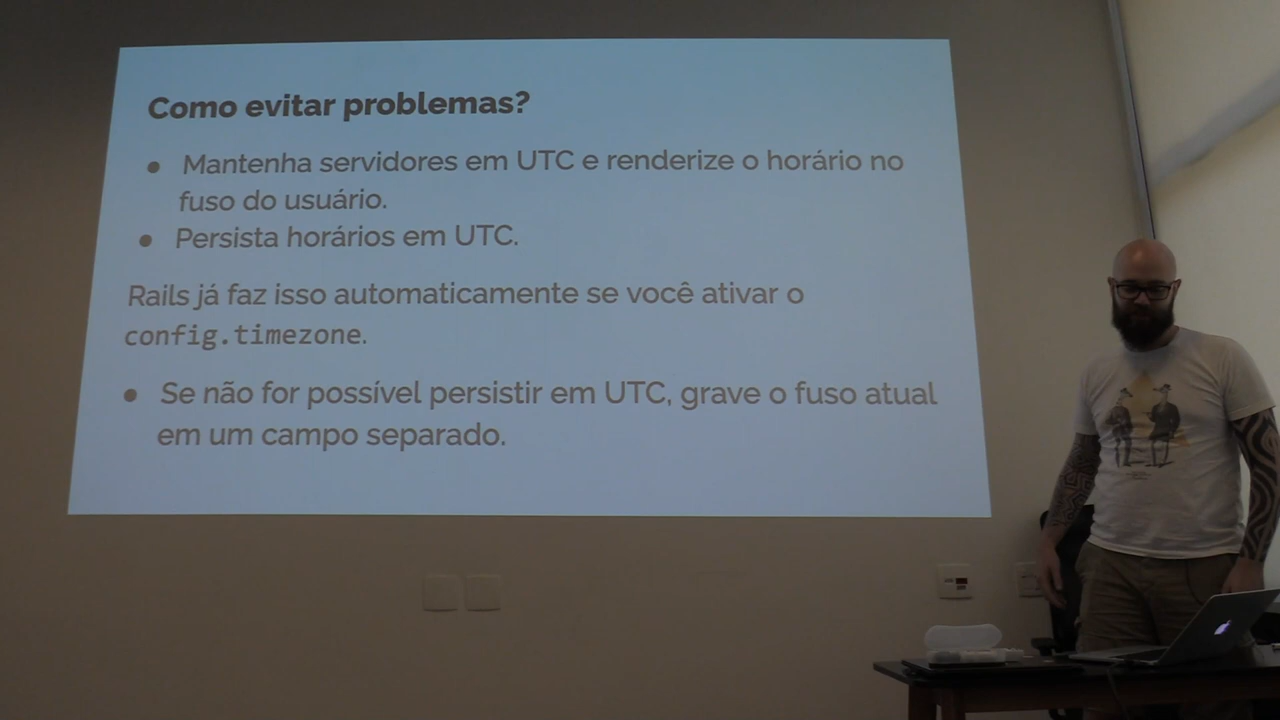 Como evitar problemas?
● Mantenha servidores em UTC e renderize o horário no
fuso do usuário.
● Persista horários em UTC.
Rails já faz isso automaticamente se você ativar o
config.timezone.
● Se não for possível persistir em UTC, grave o fuso atual
em um campo separado.